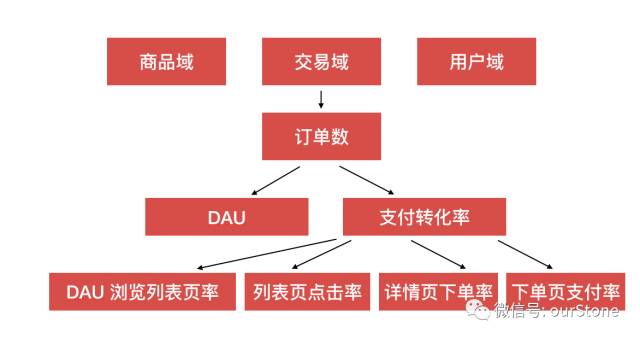 商品域
交易域
用户域
订单数
DAU
支付转化率
DAU 浏览列表页率
列表页点击率
详情页下单率
下单页支付率
微信号: ourStone